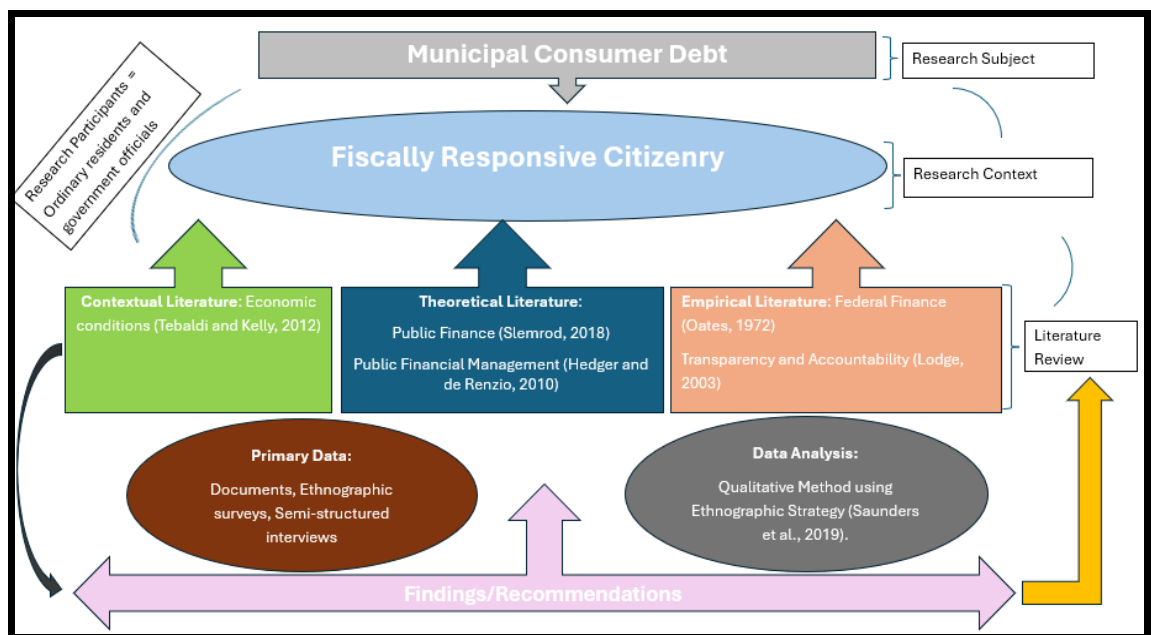 Municipal Consumer Debt
Research Subject
Research Participants =
Ordinary residents and
government officials
Fiscally Responsive Citizenry
Research Context
Contextual Literature: Economic
conditions (Tebaldi and Kelly, 2012)
Theoretical Literature:
Public Finance (Slemrod, 2018)
Public Financial Management (Hedger and
de Renzio, 2010)
Empirical Literature: Federal Finance
(Oates, 1972)
Transparency and Accountability (Lodge,
2003)
Literature
Review
Primary Data:
Documents, Ethnographic
surveys, Semi-structured
interviews
Data Analysis:
Qualitative Method using
Ethnographic Strategy (Saunders
et al., 2019).
Findings/Recommendations